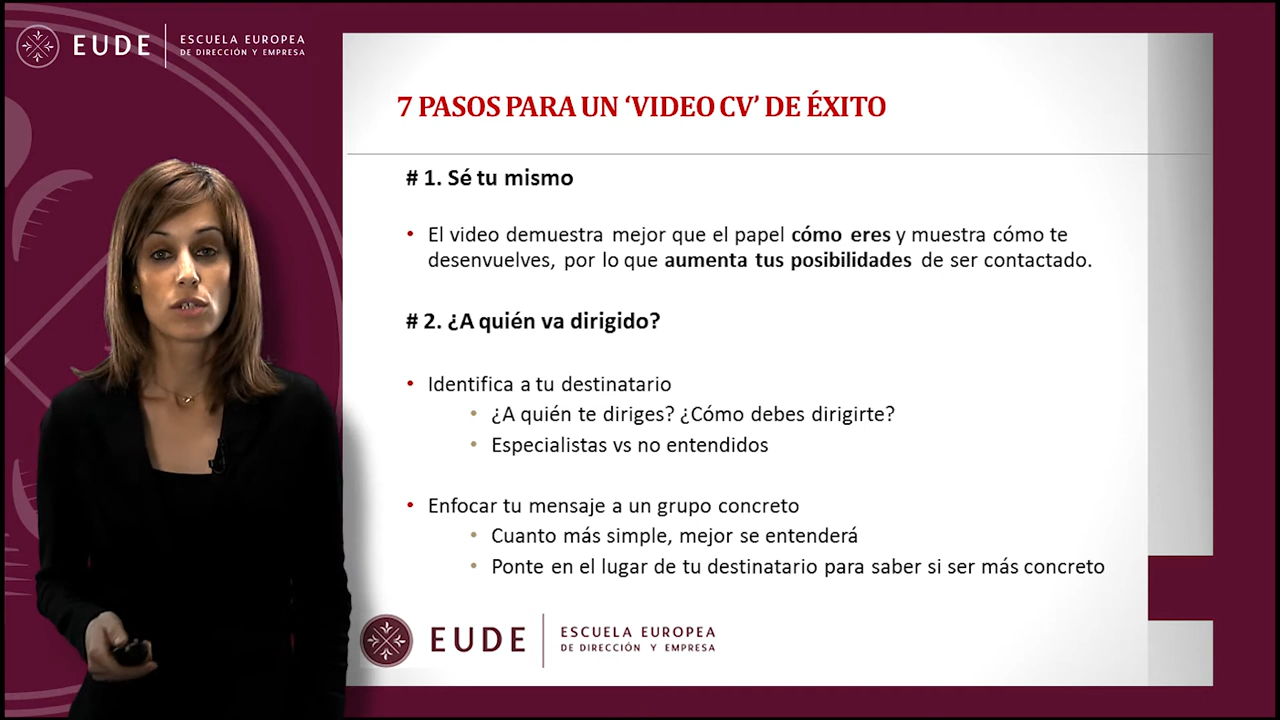 EUDE
ESCUELA EUROPEA
DE DIRECCIÓN Y EMPRESA
7 PASOS PARA UN ‘VIDEO CV’ DE ÉXITO
# 1. Sé tu mismo
• El video demuestra mejor que el papel cómo eres y muestra cómo te
desenvuelves, por lo que aumenta tus posibilidades de ser contactado.
# 2. ¿A quién va dirigido?
• Identifica a tu destinatario
• ¿A quién te diriges? ¿Cómo debes dirigirte?
• Especialistas vs no entendidos
• Enfocar tu mensaje a un grupo concreto
• Cuanto más simple, mejor se entenderá
• Ponte en el lugar de tu destinatario para saber si ser más concreto
EUDE
ESCUELA EUROPEA
DE DIRECCIÓN Y EMPRESA